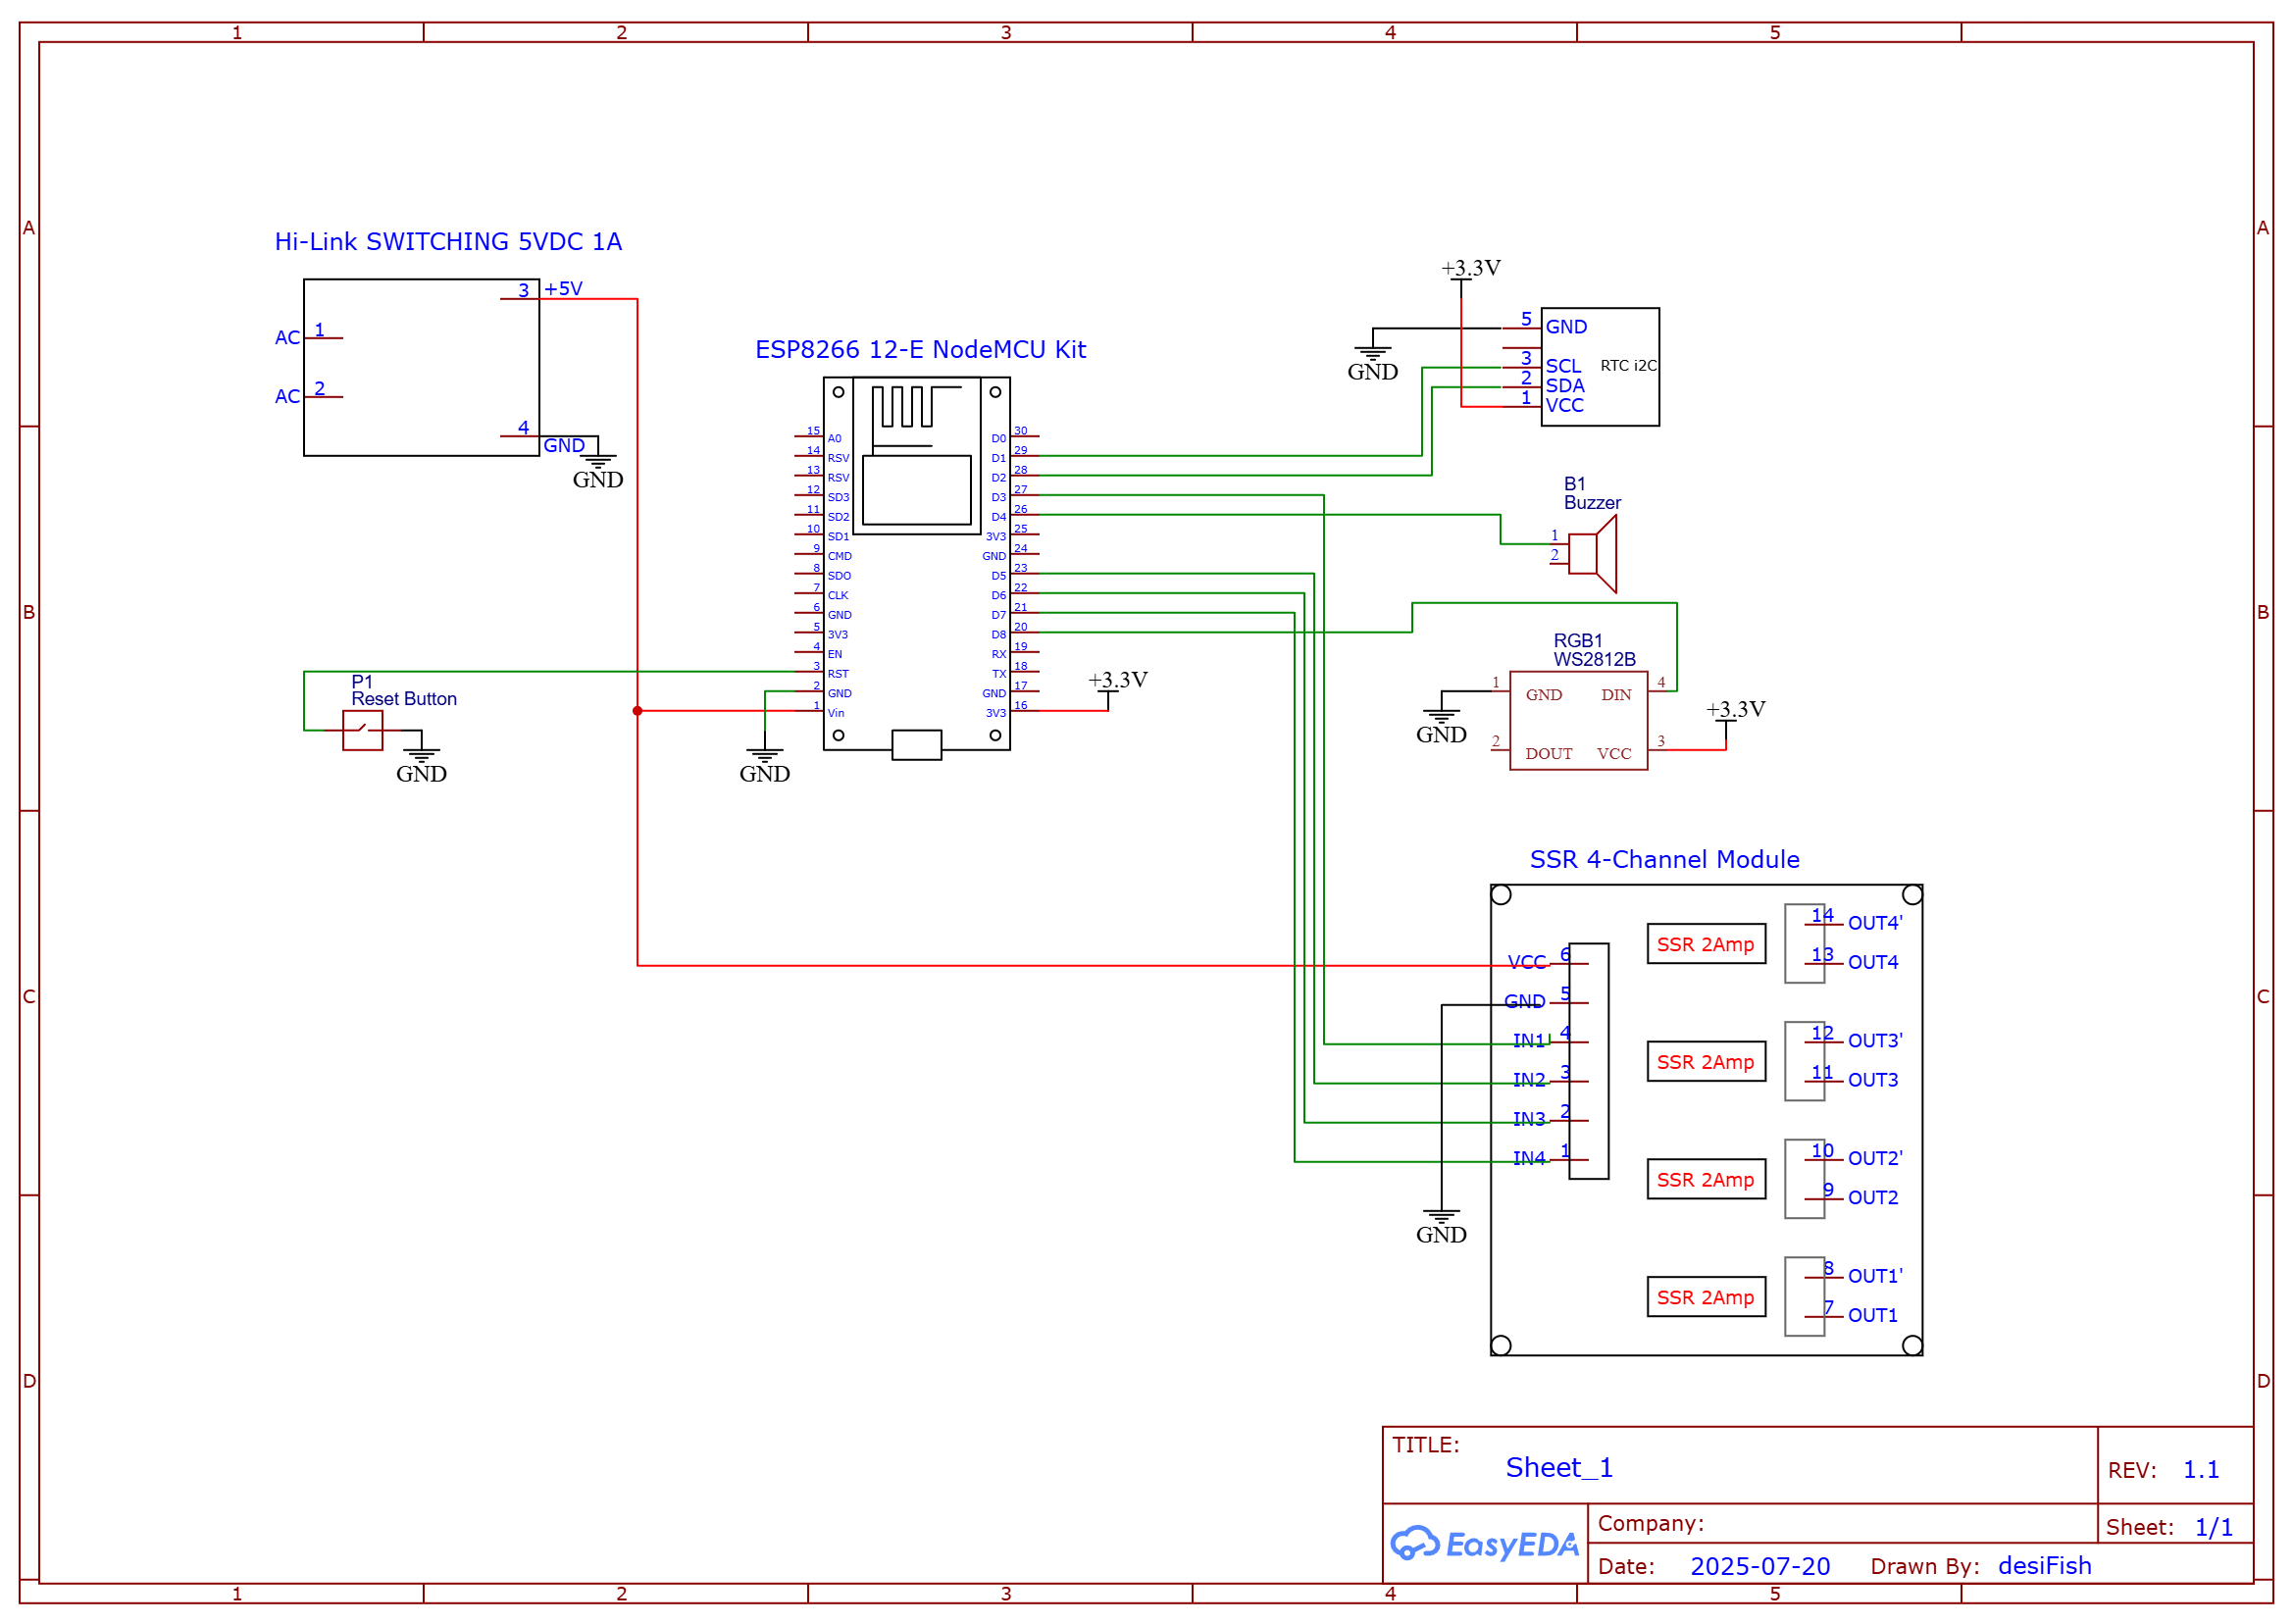 1 2 3 4 5
A A
B B
C C
D D
Hi-Link SWITCHING 5VDC 1A
3 +5V
AC 1
AC 2
4 GND
GND
ESP8266 12-E NodeMCU Kit
15 A0 D0 30
14 RSV D1 29
13 RSV D2 28
12 SD3 D3 27
11 SD2 D4 26
10 SD1 3V3 25
9 CMD GND 24
8 SDO D5 23
7 CLK D6 22
6 GND D7 21
5 3V3 D8 20
4 EN RX 19
3 RST TX 18
2 GND GND 17
1 Vin 3V3 16
+3.3V
GND
P1
Reset Button
GND
+3.3V
GND
5 GND
3 SCL
2 SDA
1 VCC
RTC i2C
B1
Buzzer
1
2
RGB1
WS2812B
1 GND DIN 4
2 DOUT VCC 3
GND
+3.3V
SSR 4-Channel Module
VCC 6
GND 5
IN1 4
IN2 3
IN3 2
IN4 1
GND
SSR 2Amp
14 OUT4'
13 OUT4
SSR 2Amp
12 OUT3'
11 OUT3
SSR 2Amp
10 OUT2'
9 OUT2
SSR 2Amp
8 OUT1'
7 OUT1
TITLE:
Sheet_1
REV: 1.1
EasyEDA
Company:
Sheet: 1/1
Date: 2025-07-20 Drawn By: desiFish
1 2 3 4 5